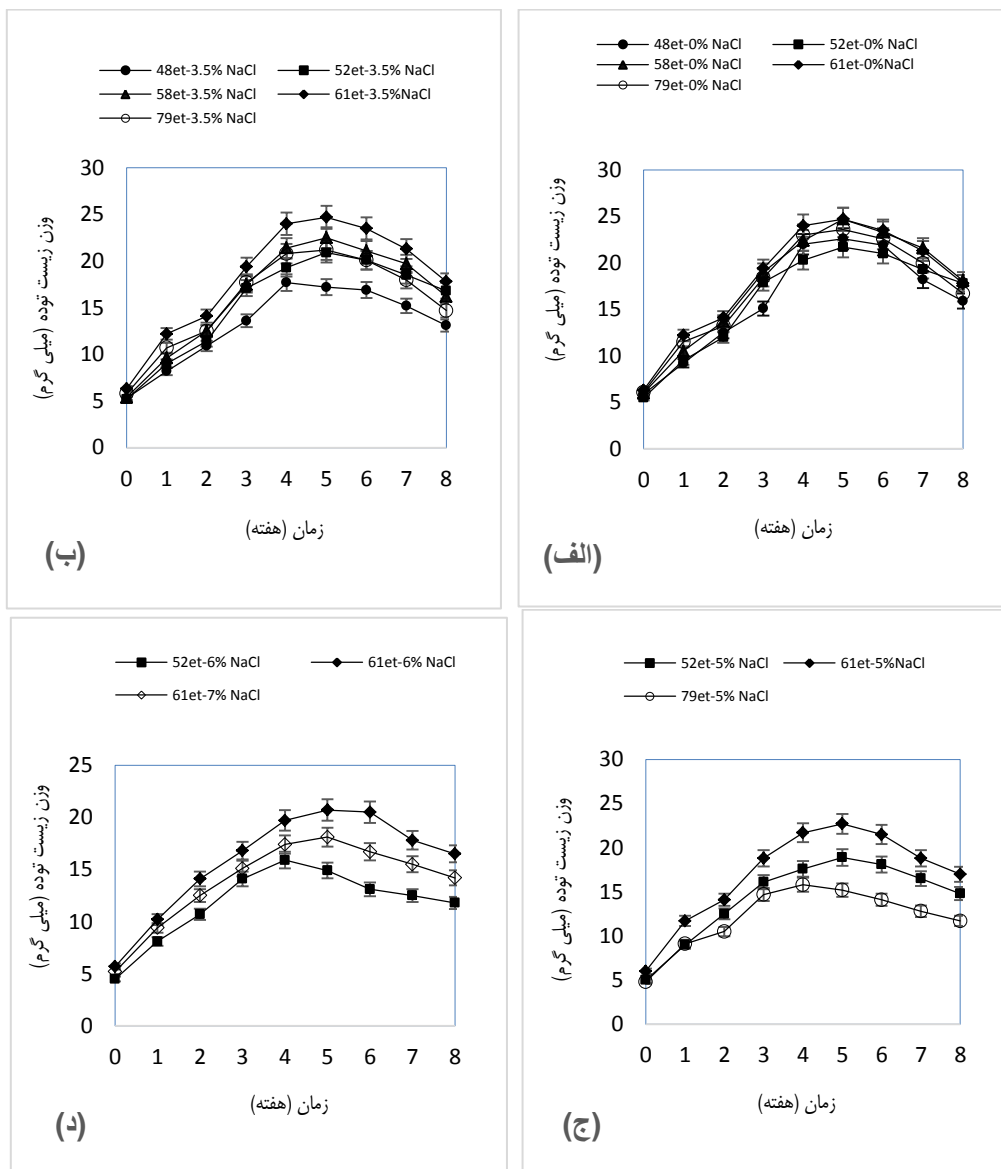 48et-3.5% NaCl 52et-3.5% NaCl
58et-3.5% NaCl 61et-3.5%NaCl
79et-3.5% NaCl
وزن زیست توده (میلی گرم)
30
25
20
15
10
5
0
0 1 2 3 4 5 6 7 8
زمان (هفته)
(ب)
48et-0% NaCl 52et-0% NaCl
58et-0% NaCl 61et-0%NaCl
79et-0% NaCl
وزن زیست توده (میلی گرم)
30
25
20
15
10
5
0
0 1 2 3 4 5 6 7 8
زمان (هفته)
(الف)
52et-6% NaCl 61et-6% NaCl
61et-7% NaCl
وزن زیست توده (میلی گرم)
25
20
15
10
5
0
0 1 2 3 4 5 6 7 8
زمان (هفته)
(د)
52et-5% NaCl 61et-5%NaCl
79et-5% NaCl
وزن زیست توده (میلی گرم)
30
25
20
15
10
5
0
0 1 2 3 4 5 6 7 8
زمان (هفته)
(ج)